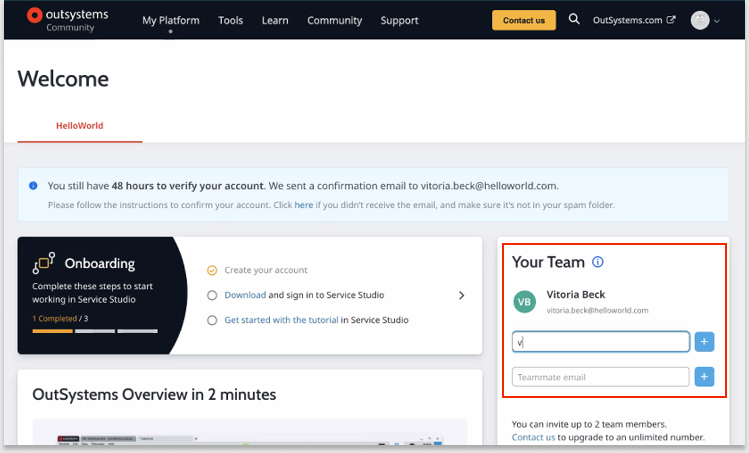 outsystems
Community
My Platform
Tools
Learn
Community
Support
Contact us
OutSystems.com
Welcome
HelloWorld
You still have 48 hours to verify your account. We sent a confirmation email to vitoria.beck@helloworld.com.
Please follow the instructions to confirm your account. Click here if you didn't receive the email, and make sure it's not in your spam folder.
Onboarding
Complete these steps to start
working in Service Studio
1 Completed / 3
Create your account
Download and sign in to Service Studio
Get started with the tutorial in Service Studio
OutSystems Overview in 2 minutes
Your Team
VB
Vitoria Beck
vitoria.beck@helloworld.com
v
+
Teammate email
+
You can invite up to 2 team members.
Contact us to upgrade to an unlimited number.